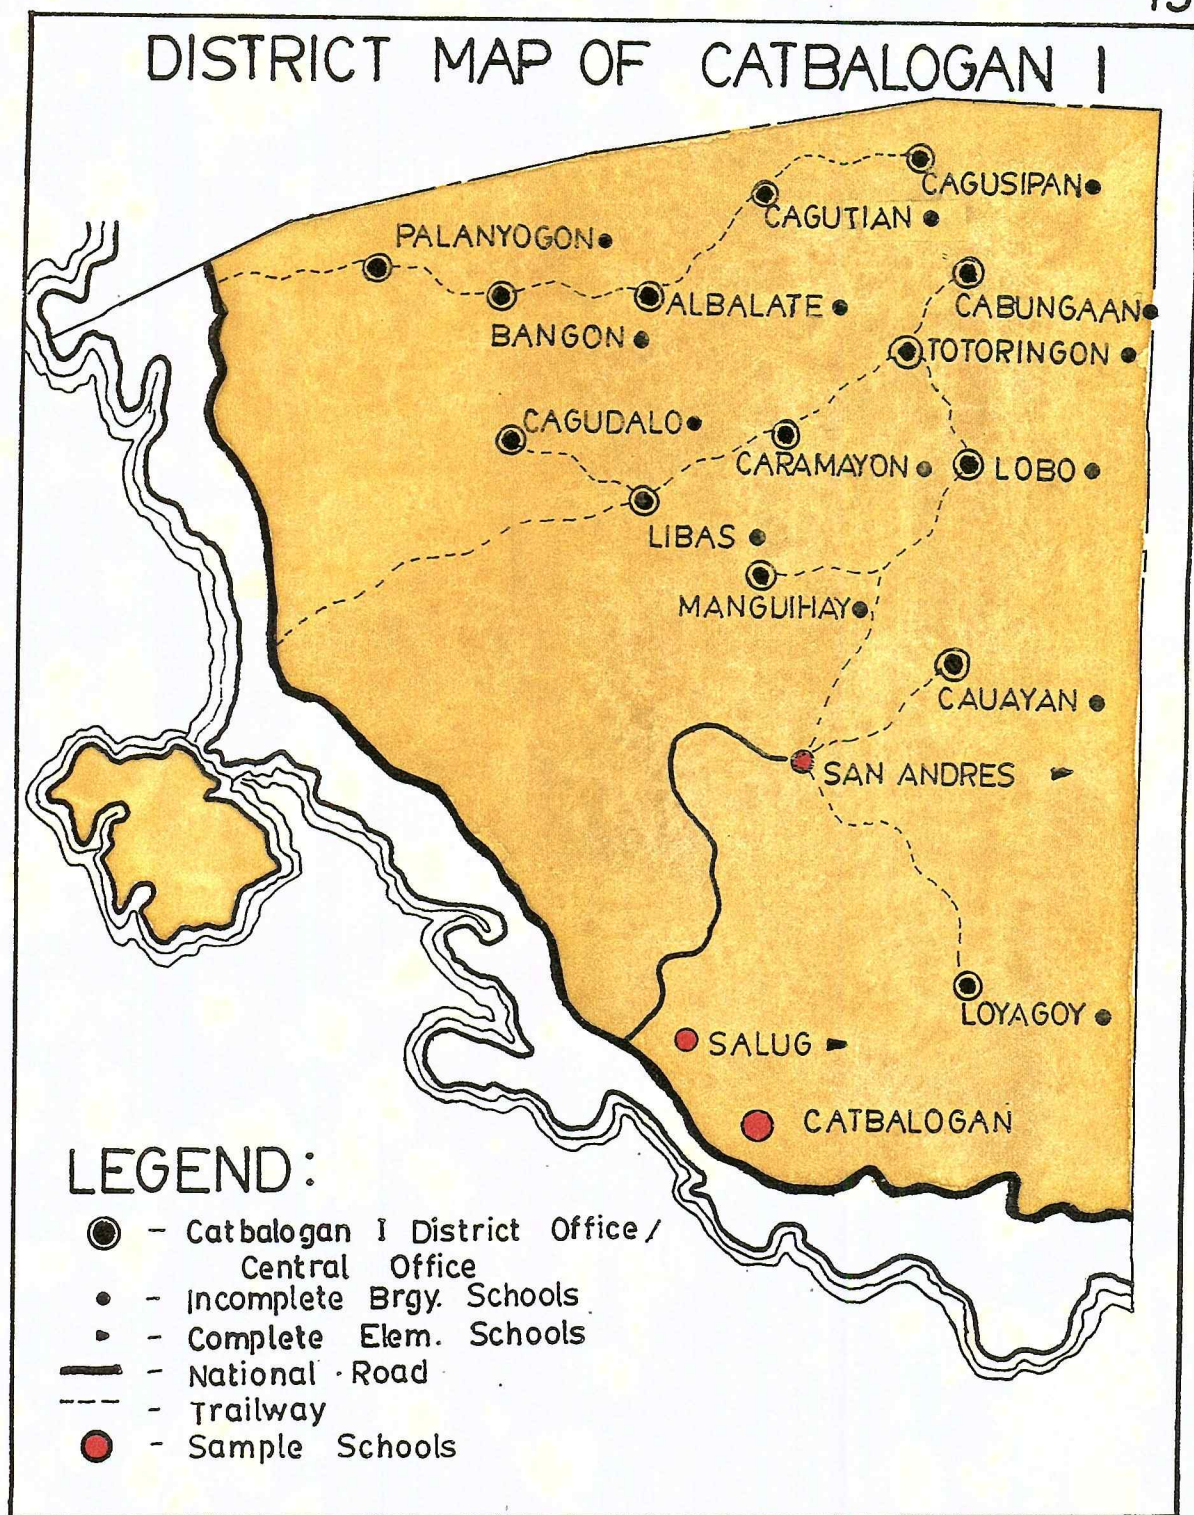 DISTRICT MAP OF CATBALOGAN I
CAGUSIPAN
CAGUTIAN
PALANYOGON
CABUNGAAN
ALBALATE
BANGON
TOTORINGON
CAGUDALO
CARAMAYON
LOBO
LIBAS
MANGUIHAY
CAUAYAN
SAN ANDRES
LOYAGOY
SALUG
CATBALOGAN
LEGEND:
- Catbalogan I District Office/
Central Office
- Incomplete Brgy. Schools
- Complete Elem. Schools
- National Road
- Trailway
- Sample Schools